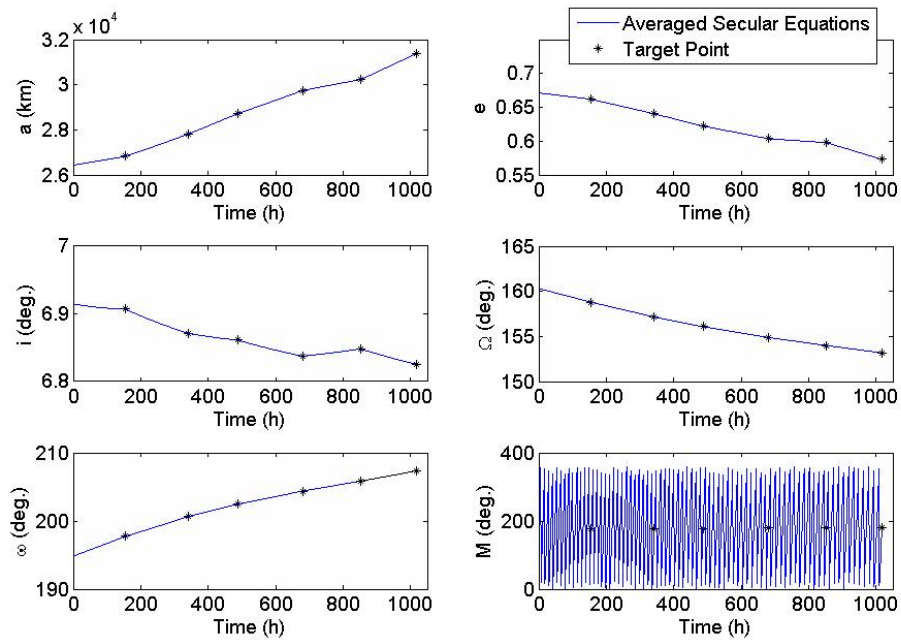 x 10⁴
3.2
3
2.8
2.6
a (km)
0 200 400 600 800 1000
Time (h)
Averaged Secular Equations
Target Point
0.7
0.65
0.6
0.55
e
0 200 400 600 800 1000
Time (h)
7
6.9
6.8
i (deg.)
0 200 400 600 800 1000
Time (h)
165
160
155
150
Ω (deg.)
0 200 400 600 800 1000
Time (h)
210
200
190
ω (deg.)
0 200 400 600 800 1000
Time (h)
400
200
0
M (deg.)
0 200 400 600 800 1000
Time (h)